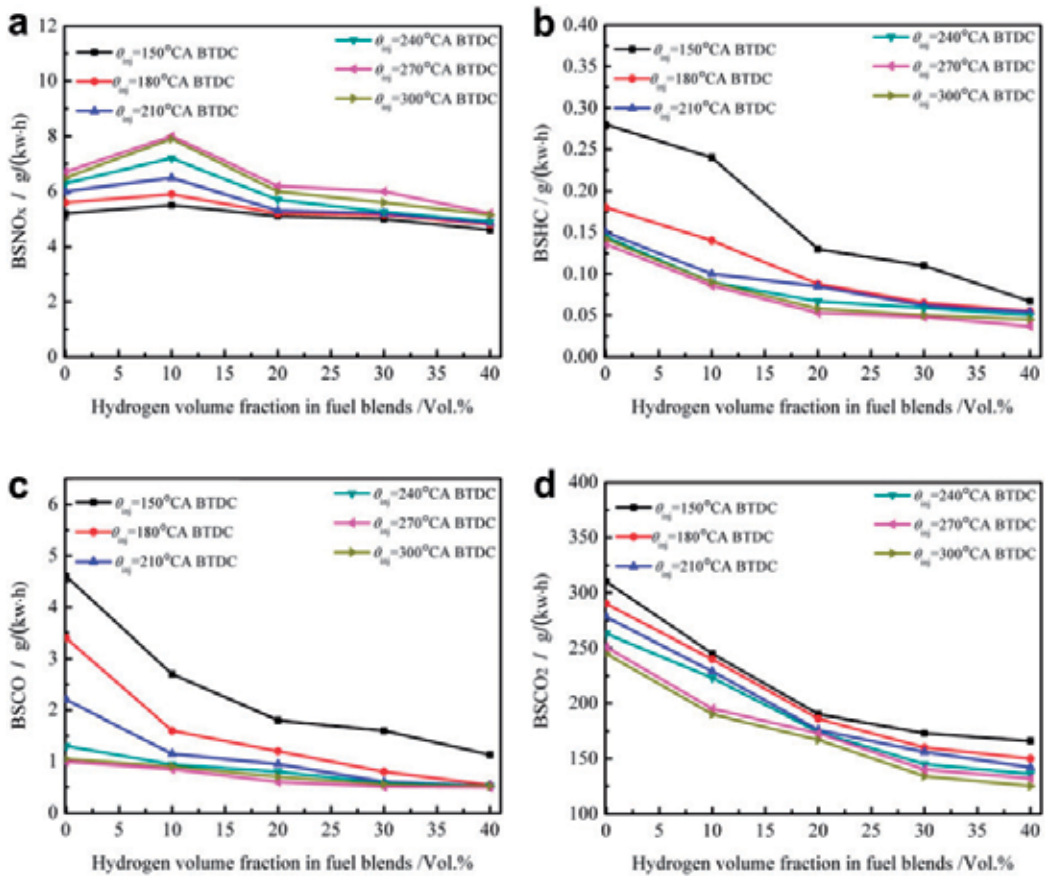 a
θinj=150°CA BTDC
θinj=180°CA BTDC
θinj=210°CA BTDC
θinj=240°CA BTDC
θinj=270°CA BTDC
θinj=300°CA BTDC
BSNOx / g/(kw·h)
12
10
8
6
4
2
0
0 5 10 15 20 25 30 35 40
Hydrogen volume fraction in fuel blends /Vol.%
b
θinj=150°CA BTDC
θinj=180°CA BTDC
θinj=210°CA BTDC
θinj=240°CA BTDC
θinj=270°CA BTDC
θinj=300°CA BTDC
BSHC / g/(kw·h)
0.40
0.35
0.30
0.25
0.20
0.15
0.10
0.05
0.00
0 5 10 15 20 25 30 35 40
Hydrogen volume fraction in fuel blends /Vol.%
c
θinj=150°CA BTDC
θinj=180°CA BTDC
θinj=210°CA BTDC
θinj=240°CA BTDC
θinj=270°CA BTDC
θinj=300°CA BTDC
BSCO / g/(kw·h)
6
5
4
3
2
1
0
0 5 10 15 20 25 30 35 40
Hydrogen volume fraction in fuel blends /Vol.%
d
θinj=150°CA BTDC
θinj=180°CA BTDC
θinj=210°CA BTDC
θinj=240°CA BTDC
θinj=270°CA BTDC
θinj=300°CA BTDC
BSCO2 / g/(kw·h)
400
350
300
250
200
150
100
0 5 10 15 20 25 30 35 40
Hydrogen volume fraction in fuel blends /Vol.%